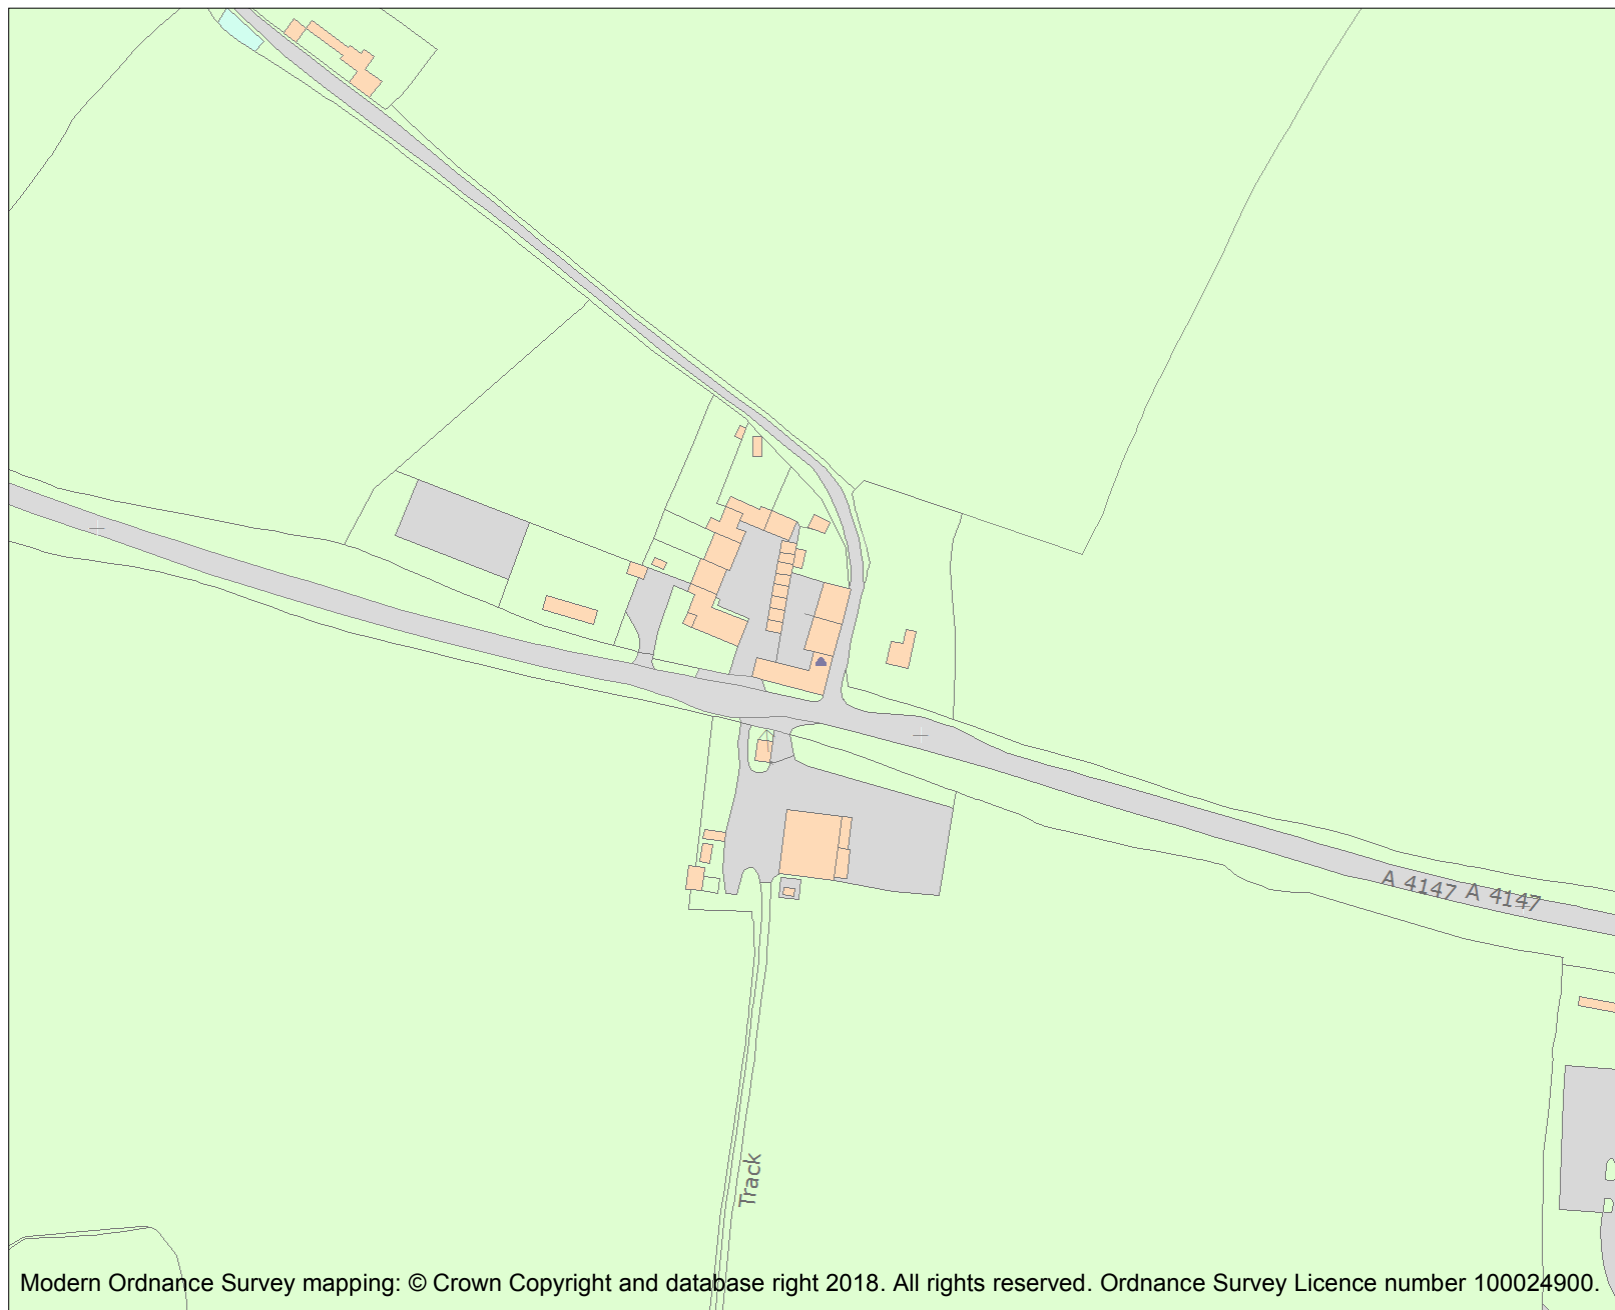 A 4147 A 4147
Track
Modern Ordnance Survey mapping: © Crown Copyright and database right 2018. All rights reserved. Ordnance Survey Licence number 100024900.